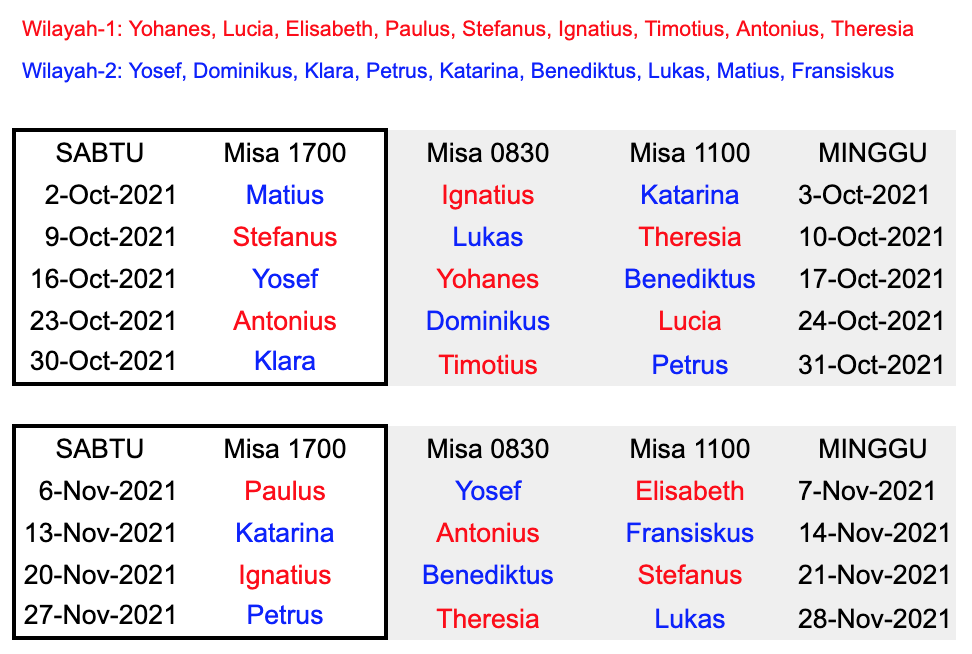 Wilayah-1: Yohanes, Lucia, Elisabeth, Paulus, Stefanus, Ignatius, Timotius, Antonius, Theresia
Wilayah-2: Yosef, Dominikus, Klara, Petrus, Katarina, Benediktus, Lukas, Matius, Fransiskus
SABTU Misa 1700 Misa 0830 Misa 1100 MINGGU
2-Oct-2021 Matius Ignatius Katarina 3-Oct-2021
9-Oct-2021 Stefanus Lukas Theresia 10-Oct-2021
16-Oct-2021 Yosef Yohanes Benediktus 17-Oct-2021
23-Oct-2021 Antonius Dominikus Lucia 24-Oct-2021
30-Oct-2021 Klara Timotius Petrus 31-Oct-2021
SABTU Misa 1700 Misa 0830 Misa 1100 MINGGU
6-Nov-2021 Paulus Yosef Elisabeth 7-Nov-2021
13-Nov-2021 Katarina Antonius Fransiskus 14-Nov-2021
20-Nov-2021 Ignatius Benediktus Stefanus 21-Nov-2021
27-Nov-2021 Petrus Theresia Lukas 28-Nov-2021